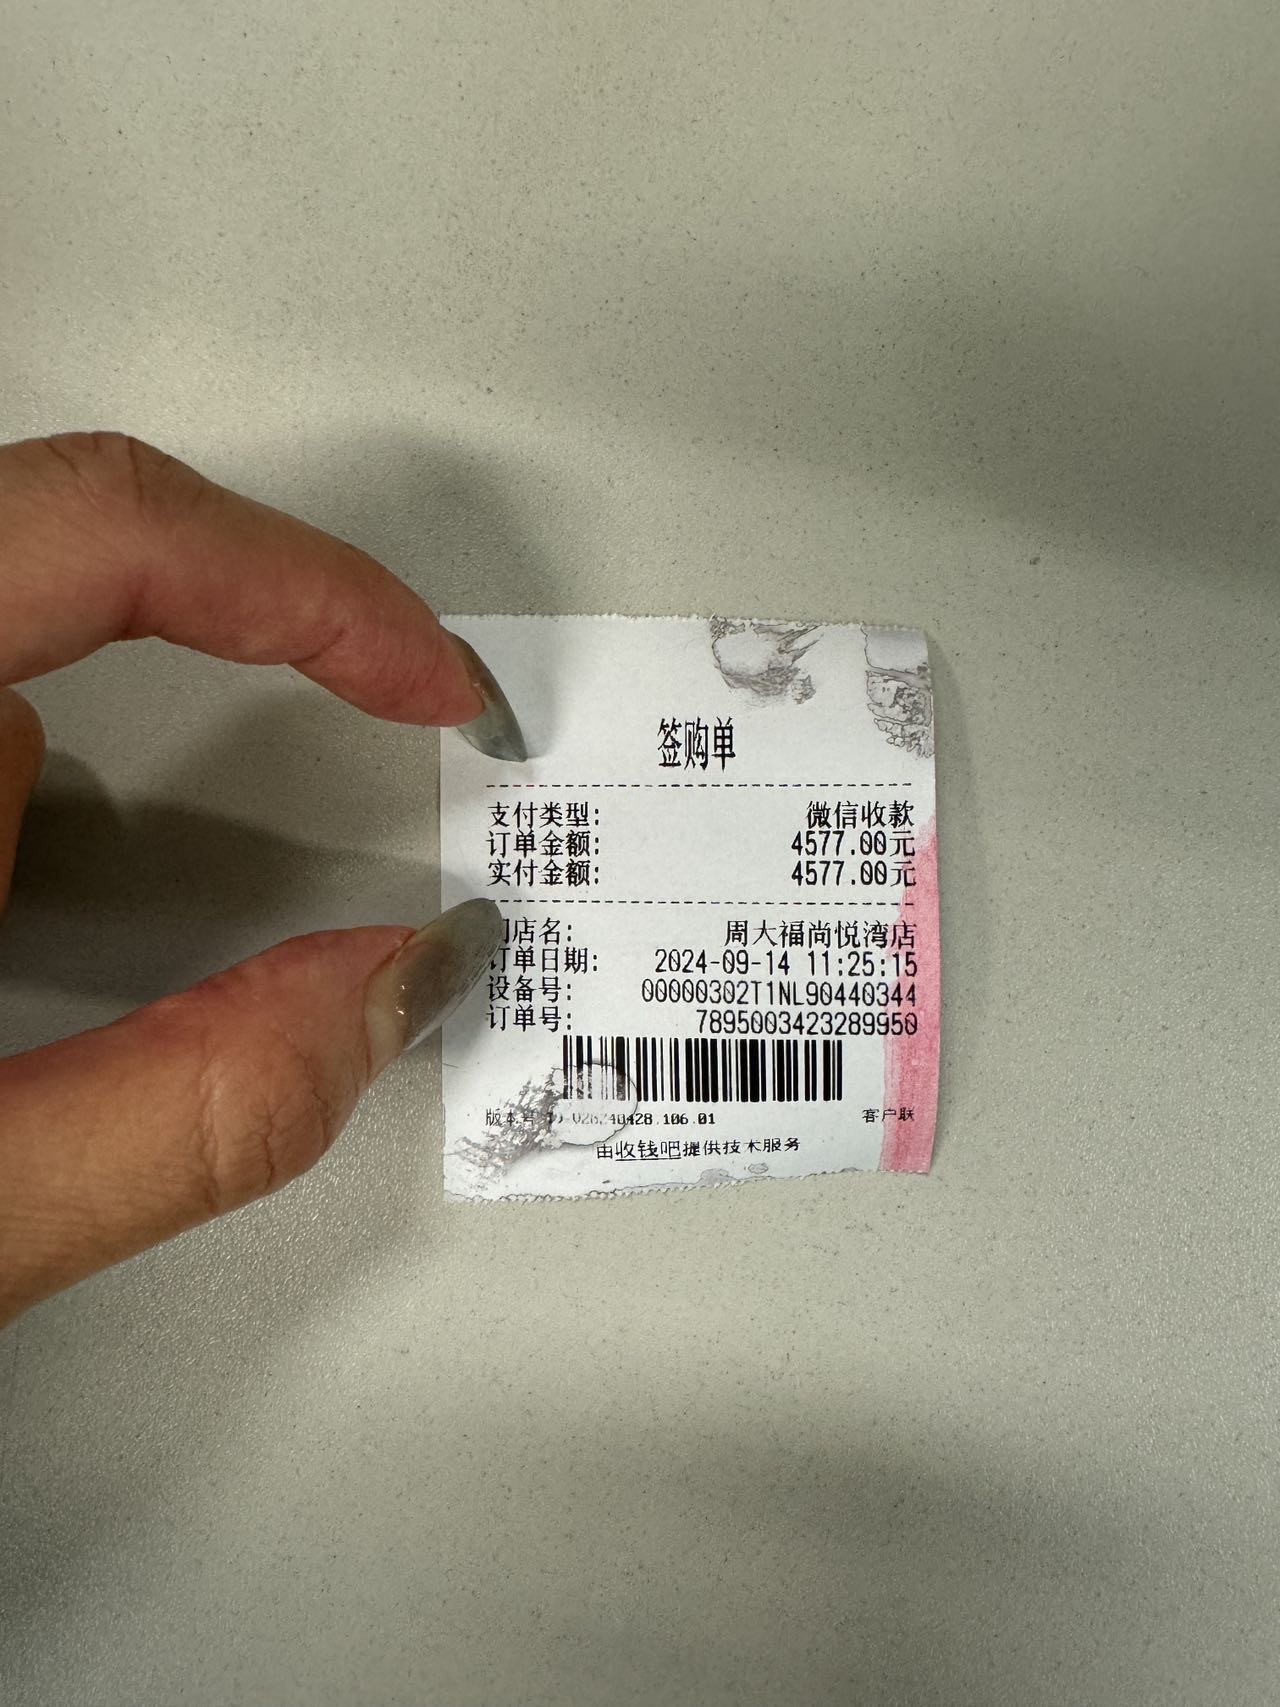 签购单
支付类型: 微信收款
订单金额: 4577.00元
实付金额: 4577.00元
店名: 周大福尚悦湾店
订单日期: 2024-09-14 11:25:15
设备号: 00000302T1NL90440344
订单号: 7895003423289950
版本号 客户联
由收钱吧提供技术服务